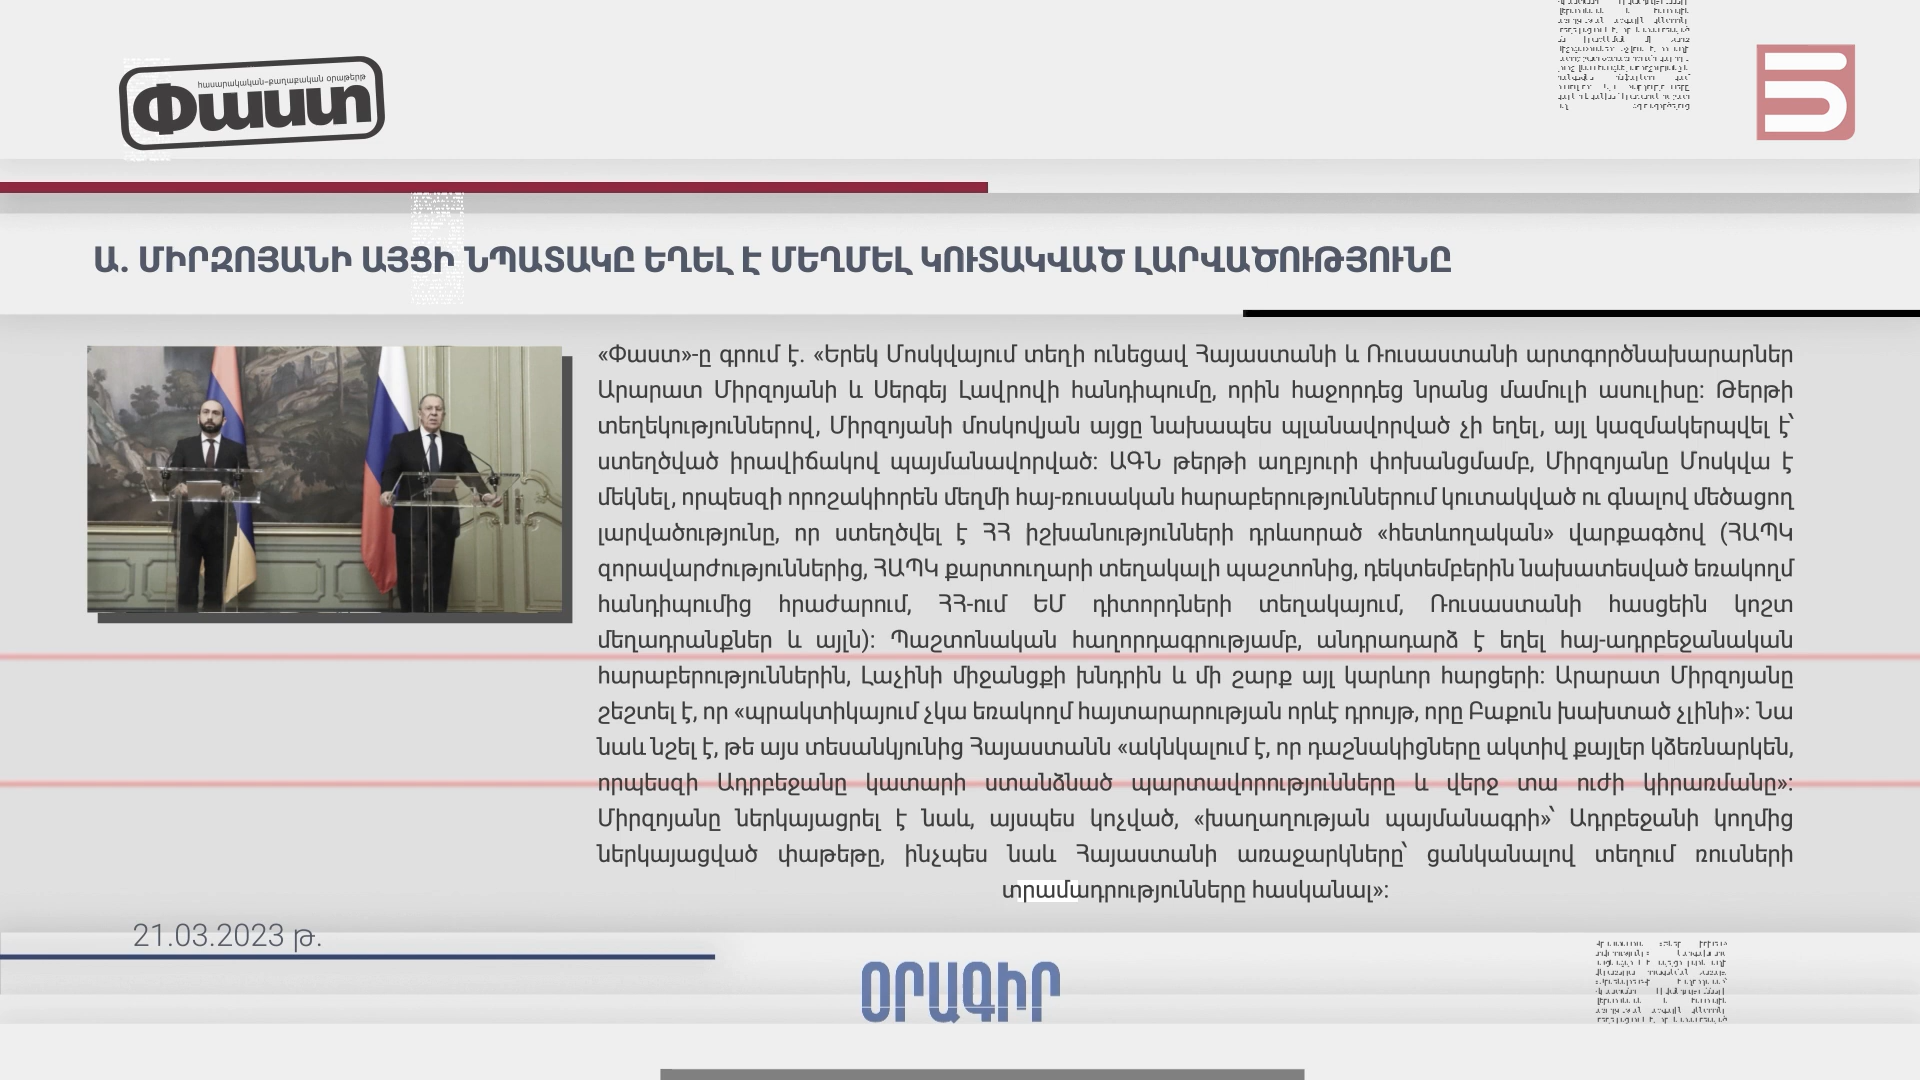 հասարակական-քաղաքական օրաթերթ
Փաստ
Ա. ՄԻՐԶՈՅԱՆԻ ԱՅՑԻ ՆՊԱՏԱԿԸ ԵՂԵԼ Է ՄԵՂՄԵԼ ԿՈՒՏԱԿՎԱԾ ԼԱՐՎԱԾՈՒԹՅՈՒՆԸ
«Փաստ»-ը գրում է. «Երեկ Մոսկվայում տեղի ունեցավ Հայաստանի և Ռուսաստանի արտգործնախարարներ
Արարատ Միրզոյանի և Սերգեյ Լավրովի հանդիպումը, որին հաջորդեց նրանց մամուլի ասուլիսը: Թերթի
տեղեկություններով, Միրզոյանի մոսկովյան այցը նախապես պլանավորված չի եղել, այլ կազմակերպվել է՝
ստեղծված իրավիճակով պայմանավորված: ԱԳՆ թերթի աղբյուրի փոխանցմամբ, Միրզոյանը Մոսկվա է
մեկնել, որպեսզի որոշակիորեն մեղմի հայ-ռուսական հարաբերություններում կուտակված ու գնալով մեծացող
լարվածությունը, որ ստեղծվել է ՀՀ իշխանությունների դրևսորած «հետևողական» վարքագծով (ՀԱՊԿ
զորավարժություններից, ՀԱՊԿ քարտուղարի տեղակալի պաշտոնից, դեկտեմբերին նախատեսված եռակողմ
հանդիպումից հրաժարում, ՀՀ-ում ԵՄ դիտորդների տեղակայում, Ռուսաստանի հասցեին կոշտ
մեղադրանքներ և այլն): Պաշտոնական հաղորդագրությամբ, անդրադարձ է եղել հայ-ադրբեջանական
հարաբերություններին, Լաչինի միջանցքի խնդրին և մի շարք այլ կարևոր հարցերի: Արարատ Միրզոյանը
շեշտել է, որ «պրակտիկայում չկա եռակողմ հայտարարության որևէ դրույթ, որը Բաքուն խախտած չլինի»: Նա
նաև նշել է, թե այս տեսանկյունից Հայաստանն «ակնկալում է, որ դաշնակիցները ակտիվ քայլեր կձեռնարկեն,
որպեսզի Ադրբեջանը կատարի ստանձնած պարտավորությունները և վերջ տա ուժի կիրառմանը»:
Միրզոյանը ներկայացրել է նաև, այսպես կոչված, «խաղաղության պայմանագրի»՝ Ադրբեջանի կողմից
ներկայացված փաթեթը, ինչպես նաև Հայաստանի առաջարկները՝ ցանկանալով տեղում ռուսների
տրամադրությունները հասկանալ»:
21.03.2023 թ.
ՕՐԱԳԻՐ